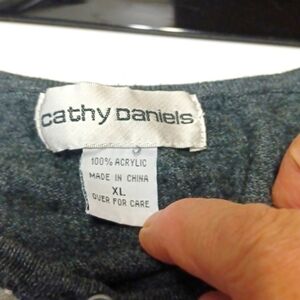 cathy Daniels
100% ACRYLIC
MADE IN CHINA
XL
OVER FOR CARE